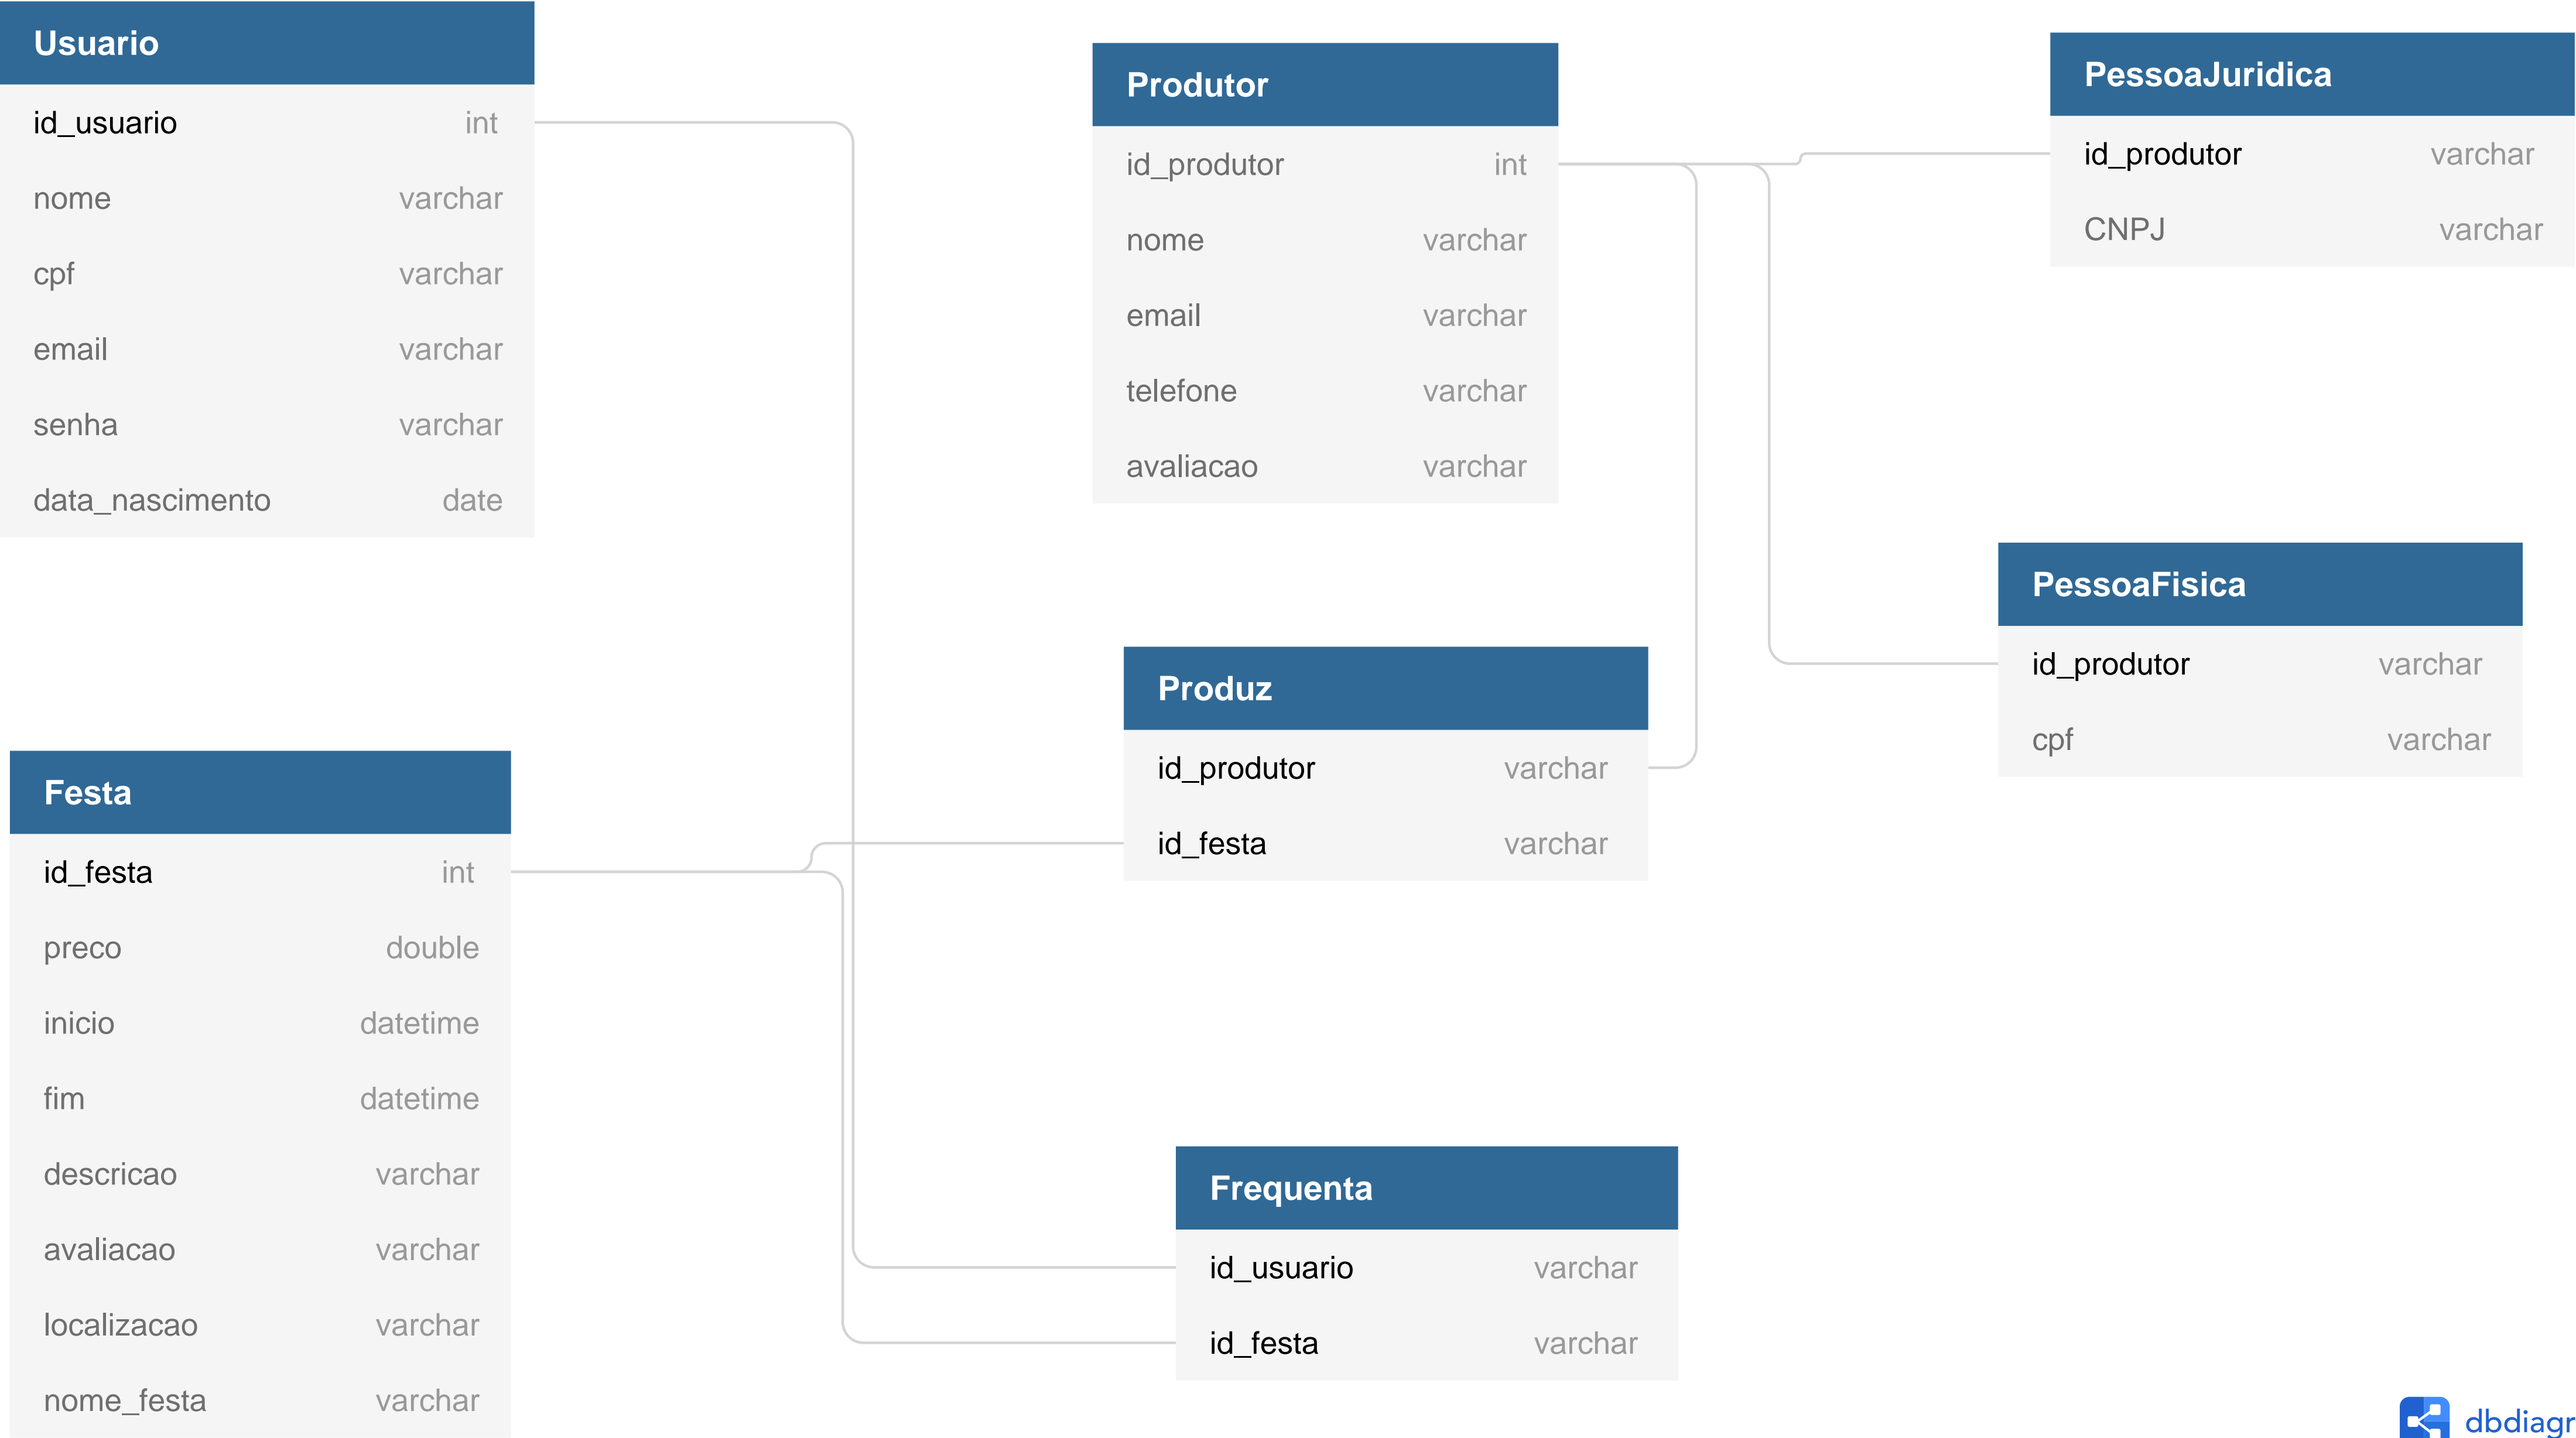 Usuario
id_usuario int
nome varchar
cpf varchar
email varchar
senha varchar
data_nascimento date
Produtor
id_produtor int
nome varchar
email varchar
telefone varchar
avaliacao varchar
PessoaJuridica
id_produtor varchar
CNPJ varchar
PessoaFisica
id_produtor varchar
cpf varchar
Produz
id_produtor varchar
id_festa varchar
Festa
id_festa int
preco double
inicio datetime
fim datetime
descricao varchar
avaliacao varchar
localizacao varchar
nome_festa varchar
Frequenta
id_usuario varchar
id_festa varchar
dbdiagr